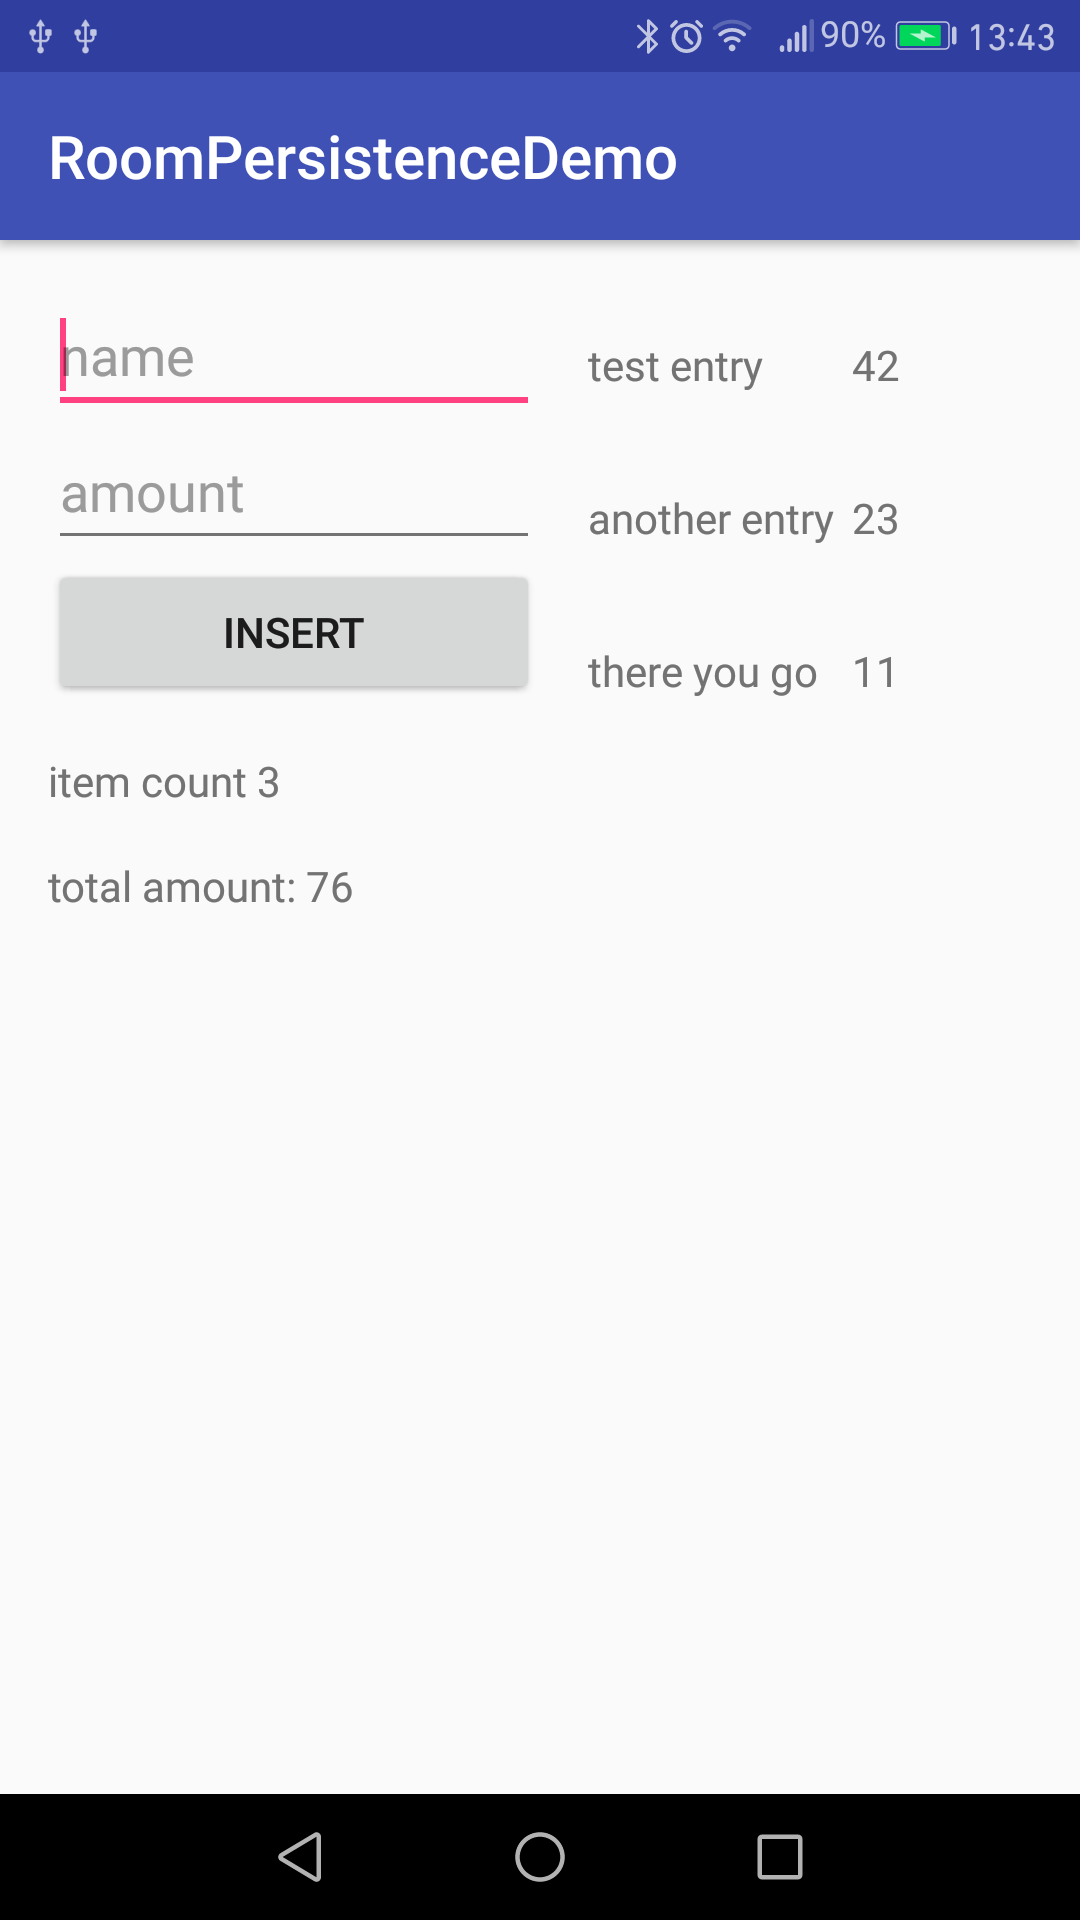 90% 13:43
RoomPersistenceDemo
name
amount
INSERT
item count 3
total amount: 76
test entry 42
another entry 23
there you go 11